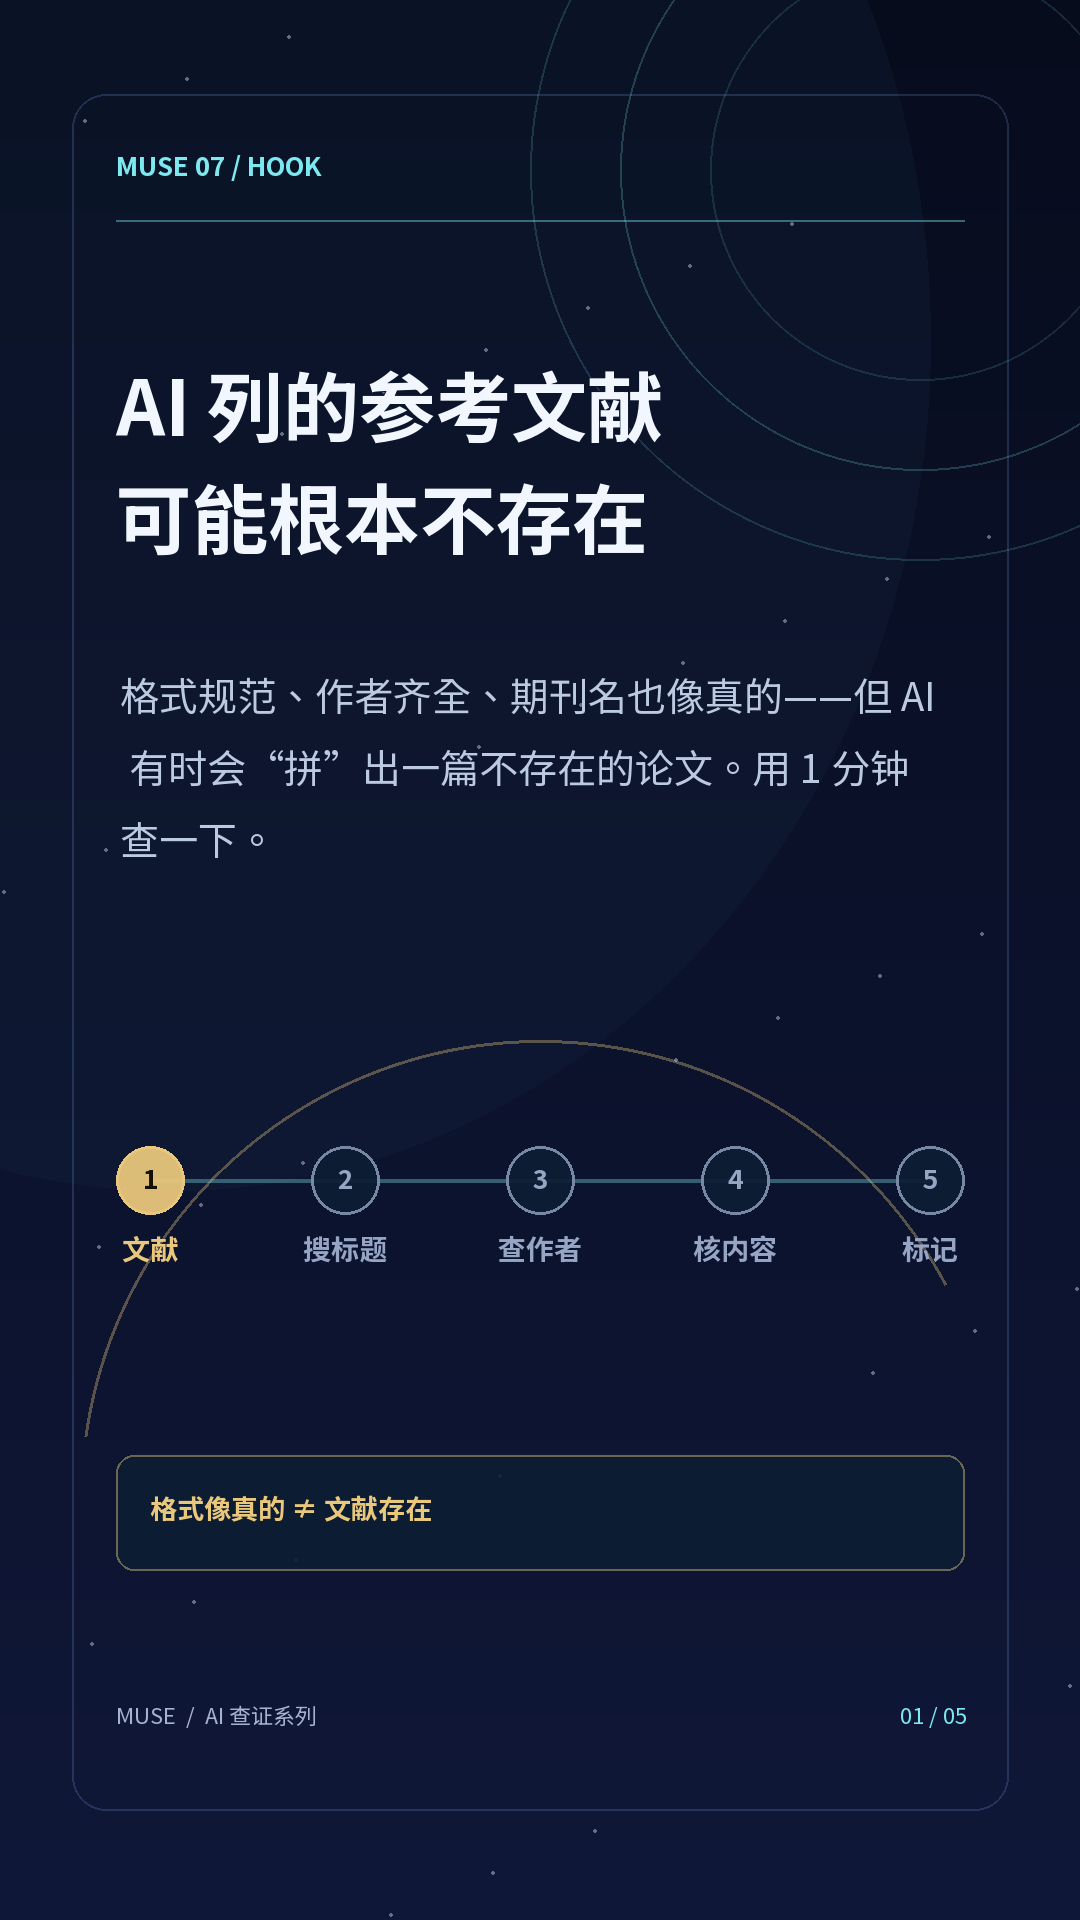 MUSE 07 / HOOK
AI 列的参考文献
可能根本不存在
格式规范、作者齐全、期刊名也像真的——但 AI
有时会“拼”出一篇不存在的论文。用 1 分钟
查一下。
1 2 3 4 5
文献 搜标题 查作者 核内容 标记
格式像真的 ≠ 文献存在
MUSE / AI 查证系列 01 / 05